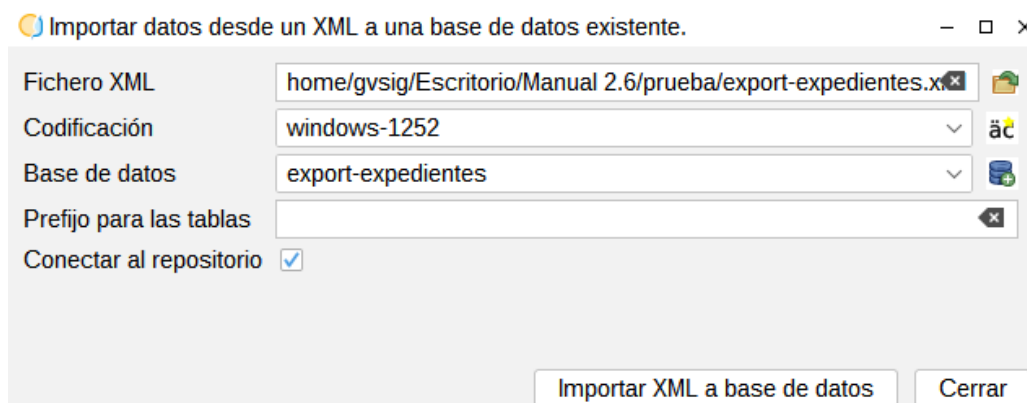 Importar datos desde un XML a una base de datos existente.
Fichero XML home/gvsig/Escritorio/Manual 2.6/prueba/export-expedientes.x
Codificación windows-1252 äc
Base de datos export-expedientes
Prefijo para las tablas
Conectar al repositorio
Importar XML a base de datos Cerrar